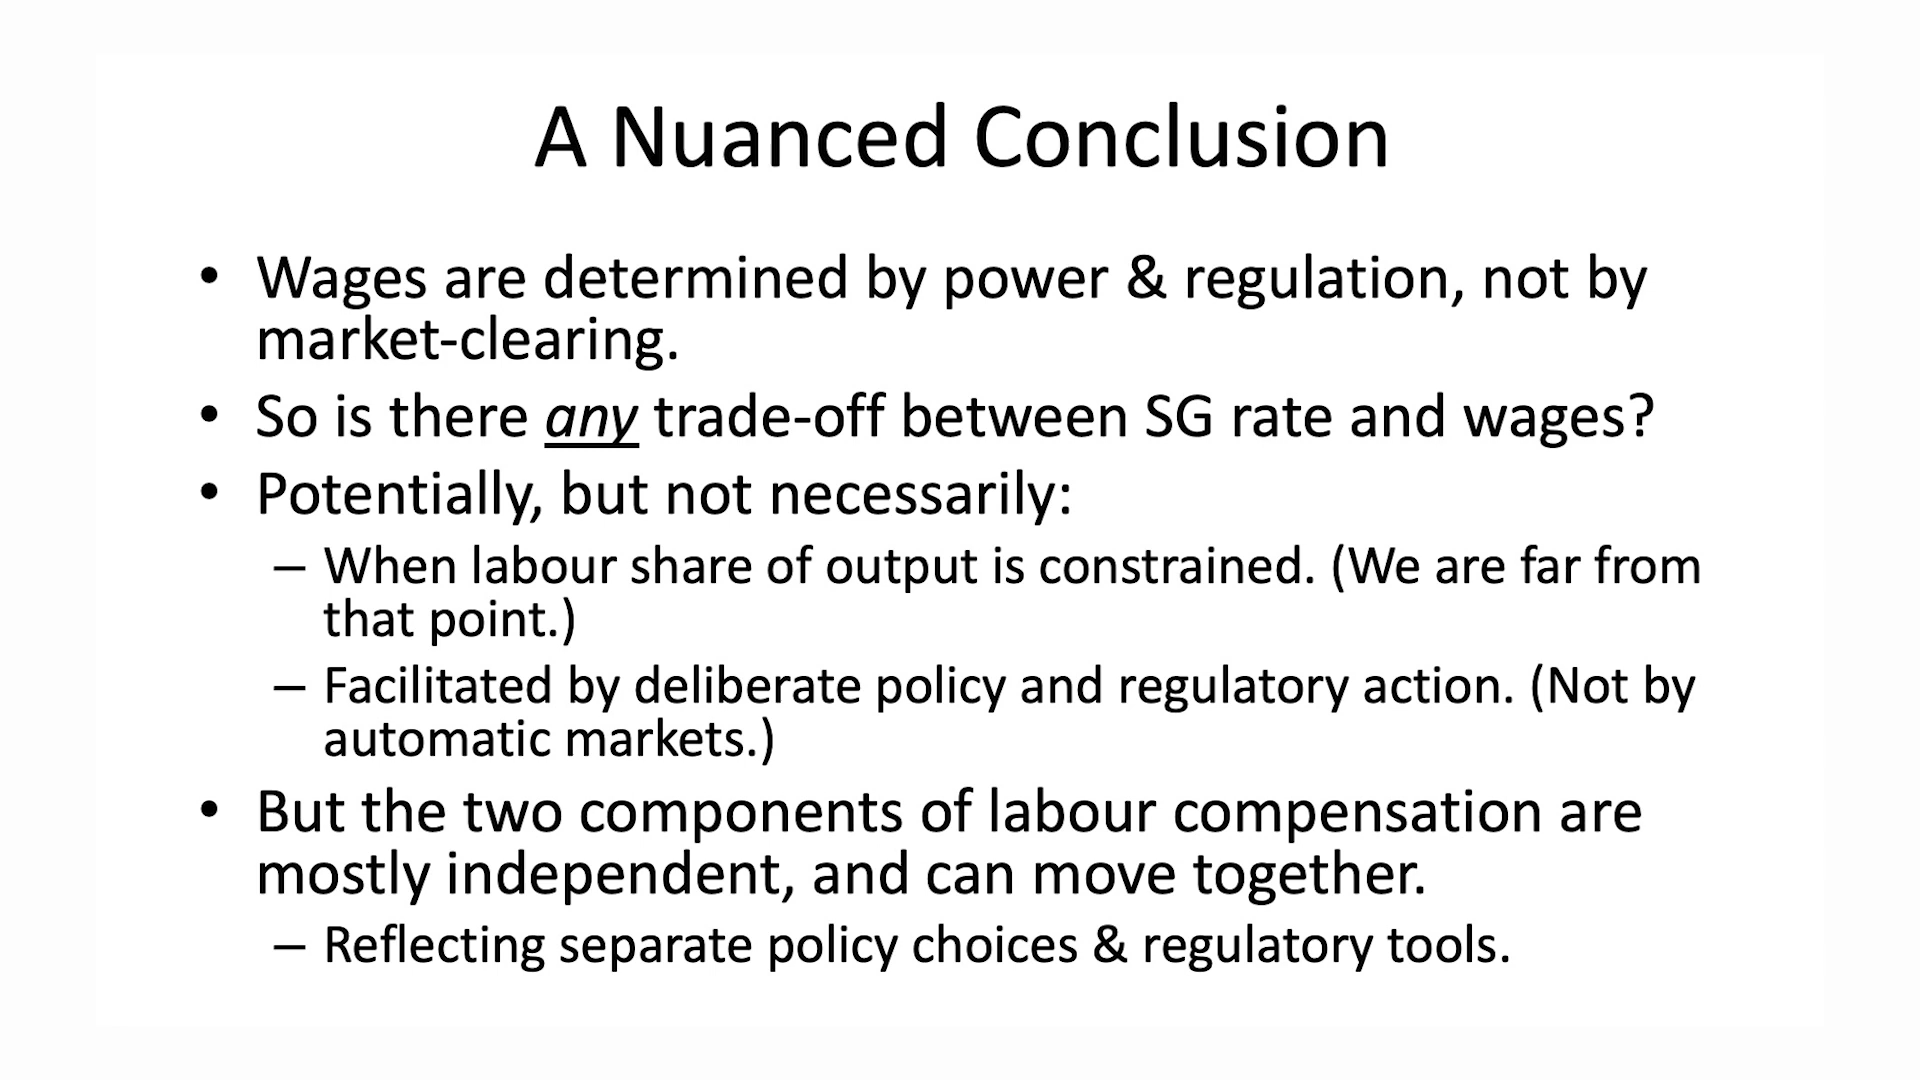 A Nuanced Conclusion
• Wages are determined by power & regulation, not by
market-clearing.
• So is there any trade-off between SG rate and wages?
• Potentially, but not necessarily:
– When labour share of output is constrained. (We are far from
that point.)
– Facilitated by deliberate policy and regulatory action. (Not by
automatic markets.)
• But the two components of labour compensation are
mostly independent, and can move together.
– Reflecting separate policy choices & regulatory tools.